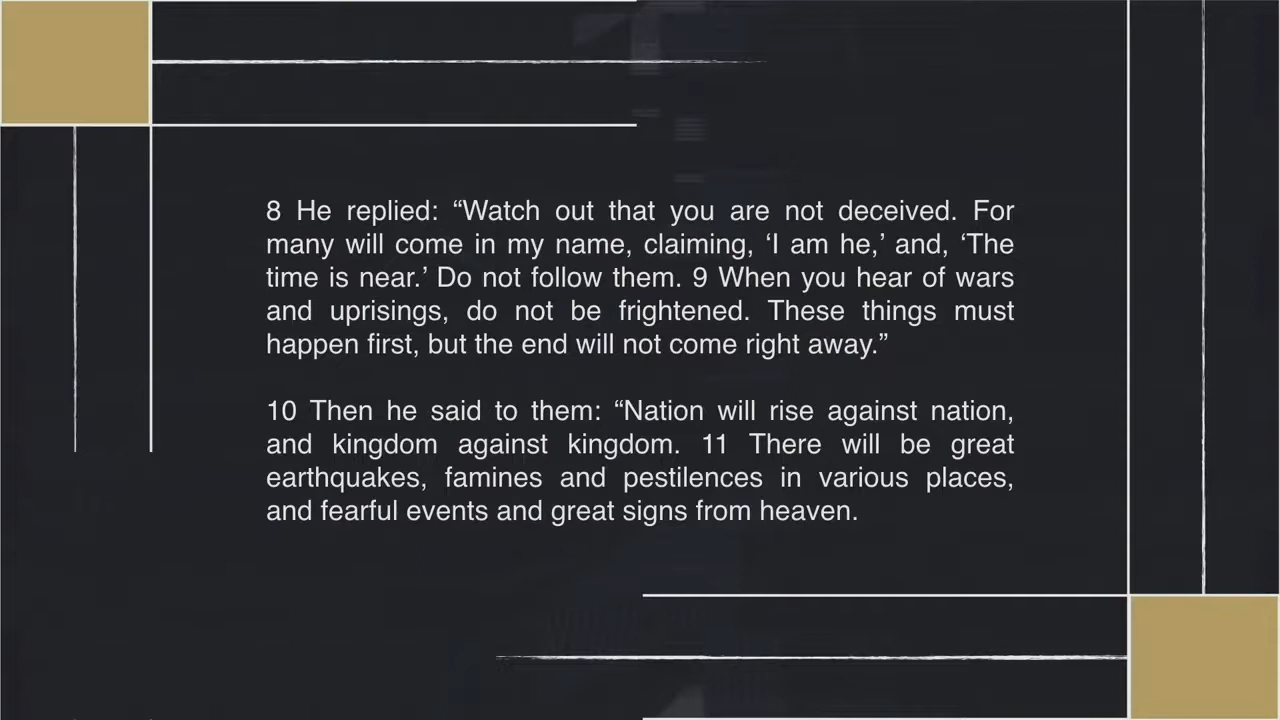 8 He replied: “Watch out that you are not deceived. For
many will come in my name, claiming, ‘I am he,’ and, ‘The
time is near.’ Do not follow them. 9 When you hear of wars
and uprisings, do not be frightened. These things must
happen first, but the end will not come right away.”
10 Then he said to them: “Nation will rise against nation,
and kingdom against kingdom. 11 There will be great
earthquakes, famines and pestilences in various places,
and fearful events and great signs from heaven.